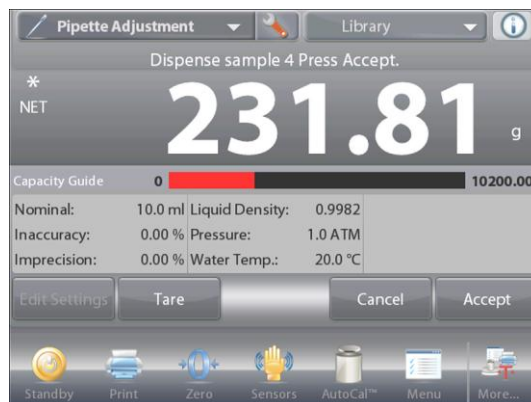 Pipette Adjustment Library
Dispense sample 4 Press Accept.
*
NET
231.81 g
Capacity Guide 0 10200.00
Nominal: 10.0 ml Liquid Density: 0.9982
Inaccuracy: 0.00 % Pressure: 1.0 ATM
Imprecision: 0.00 % Water Temp.: 20.0 °C
Edit Settings Tare Cancel Accept
Standby Print Zero Sensors AutoCal™ Menu More...